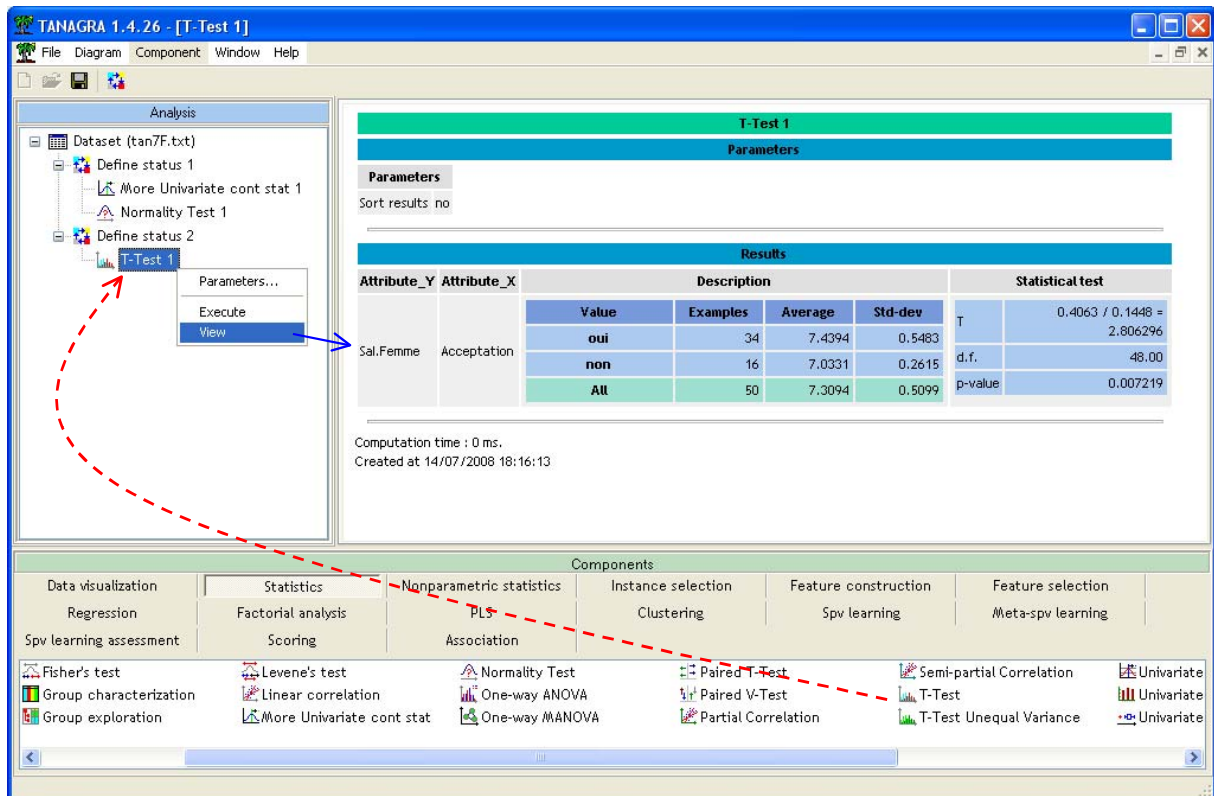 TANAGRA 1.4.26 - [T-Test 1]
File Diagram Component Window Help
Analysis
Dataset (tan7F.txt)
Define status 1
More Univariate cont stat 1
Normality Test 1
Define status 2
T-Test 1
Parameters...
Execute
View
T-Test 1
Parameters
Parameters
Sort results no
Results
Attribute_Y Attribute_X Description Statistical test
Value Examples Average Std-dev
oui 34 7.4394 0.5483
non 16 7.0331 0.2615
All 50 7.3094 0.5099
Sal.Femme Acceptation
T 0.4063 / 0.1448 =
2.806296
d.f. 48.00
p-value 0.007219
Computation time : 0 ms.
Created at 14/07/2008 18:16:13
Components
Data visualization Statistics Nonparametric statistics Instance selection Feature construction Feature selection
Regression Factorial analysis PLS Clustering Spv learning Meta-spv learning
Spv learning assessment Scoring Association
Fisher's test Levene's test Normality Test Paired T-Test Semi-partial Correlation Univariate
Group characterization Linear correlation One-way ANOVA Paired V-Test T-Test Univariate
Group exploration More Univariate cont stat One-way MANOVA Partial Correlation T-Test Unequal Variance Univariate